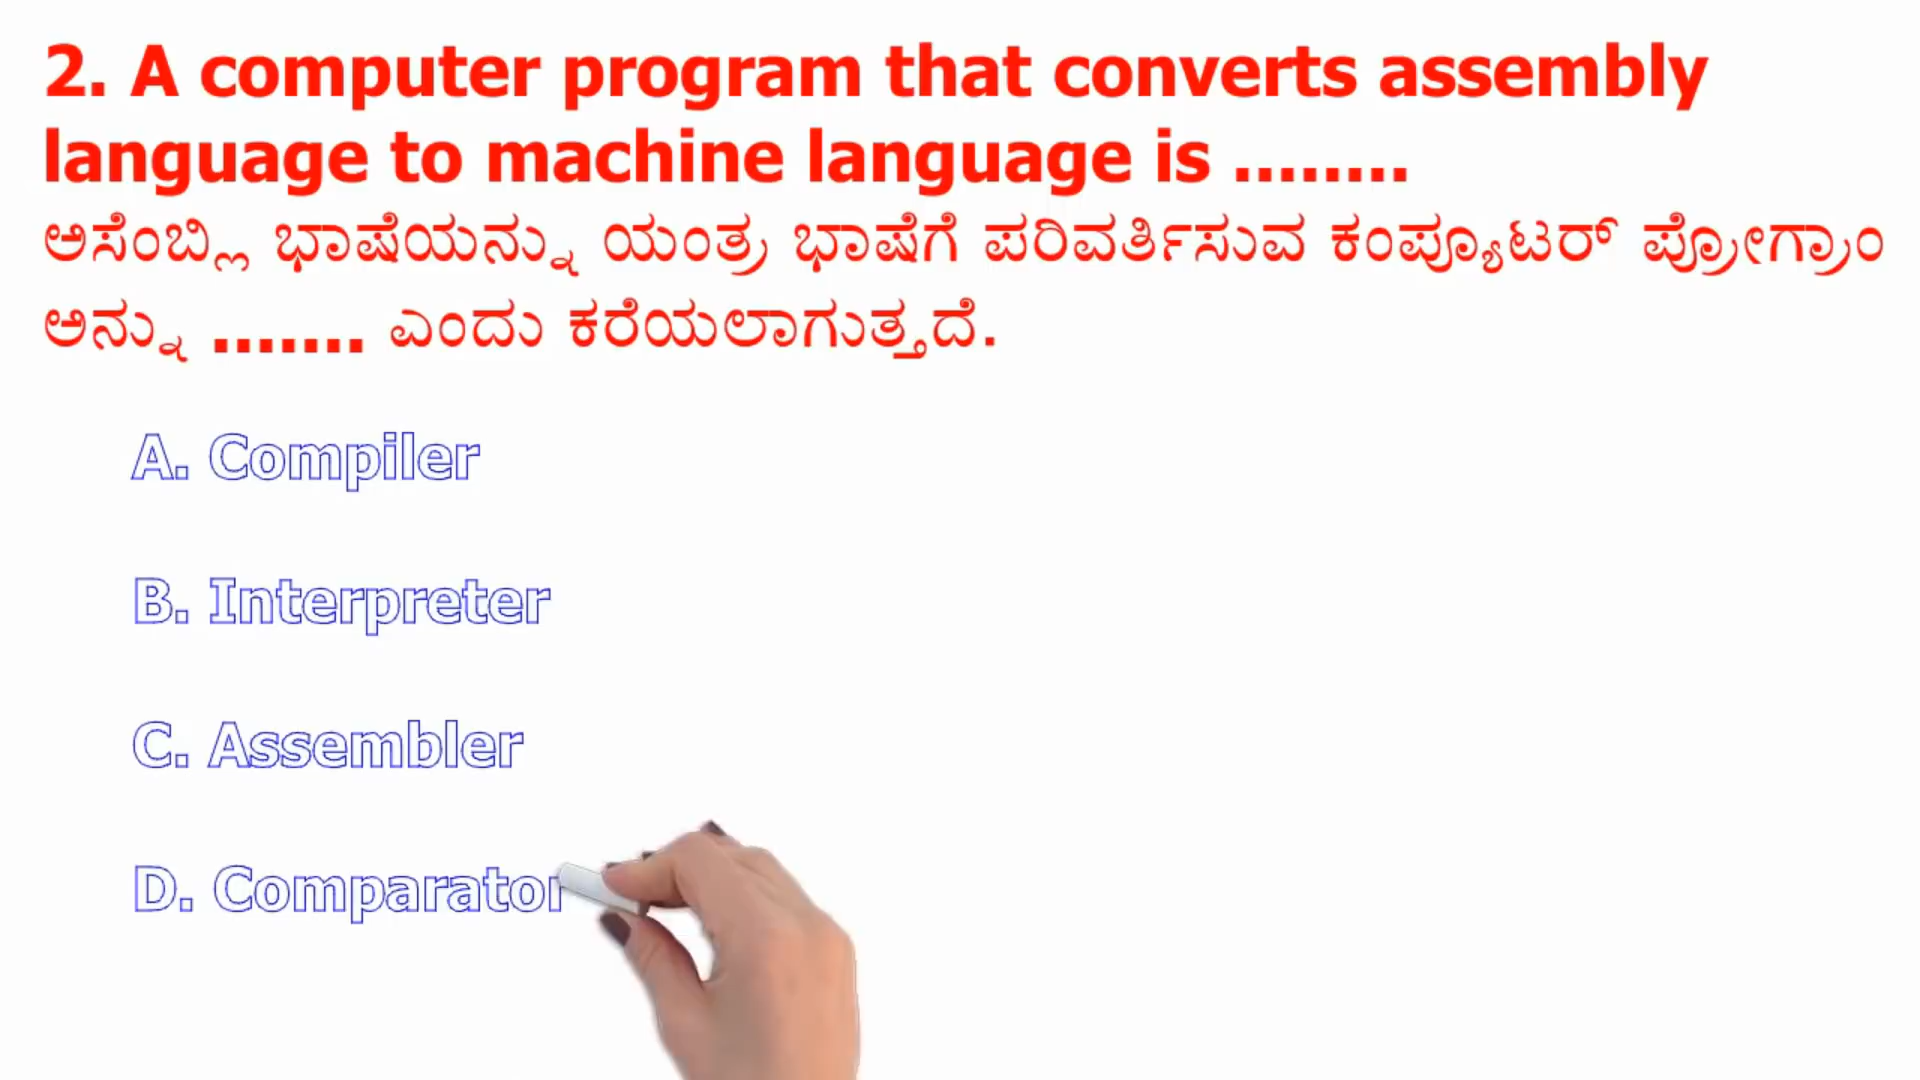 2. A computer program that converts assembly
language to machine language is ........
ಅಸೆಂಬ್ಲಿ ಭಾಷೆಯನ್ನು ಯಂತ್ರ ಭಾಷೆಗೆ ಪರಿವರ್ತಿಸುವ ಕಂಪ್ಯೂಟರ್ ಪ್ರೋಗ್ರಾಂ
ಅನ್ನು ....... ಎಂದು ಕರೆಯಲಾಗುತ್ತದೆ.
A. Compiler
B. Interpreter
C. Assembler
D. Comparator